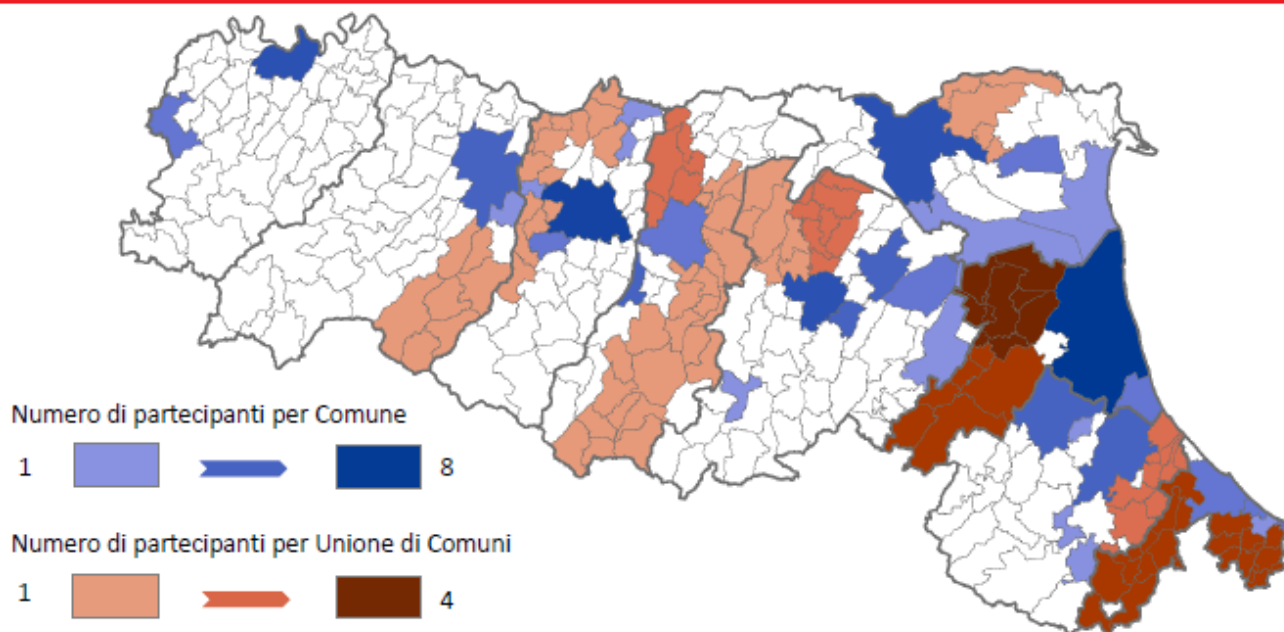 Numero di partecipanti per Comune
1 8
Numero di partecipanti per Unione di Comuni
1 4